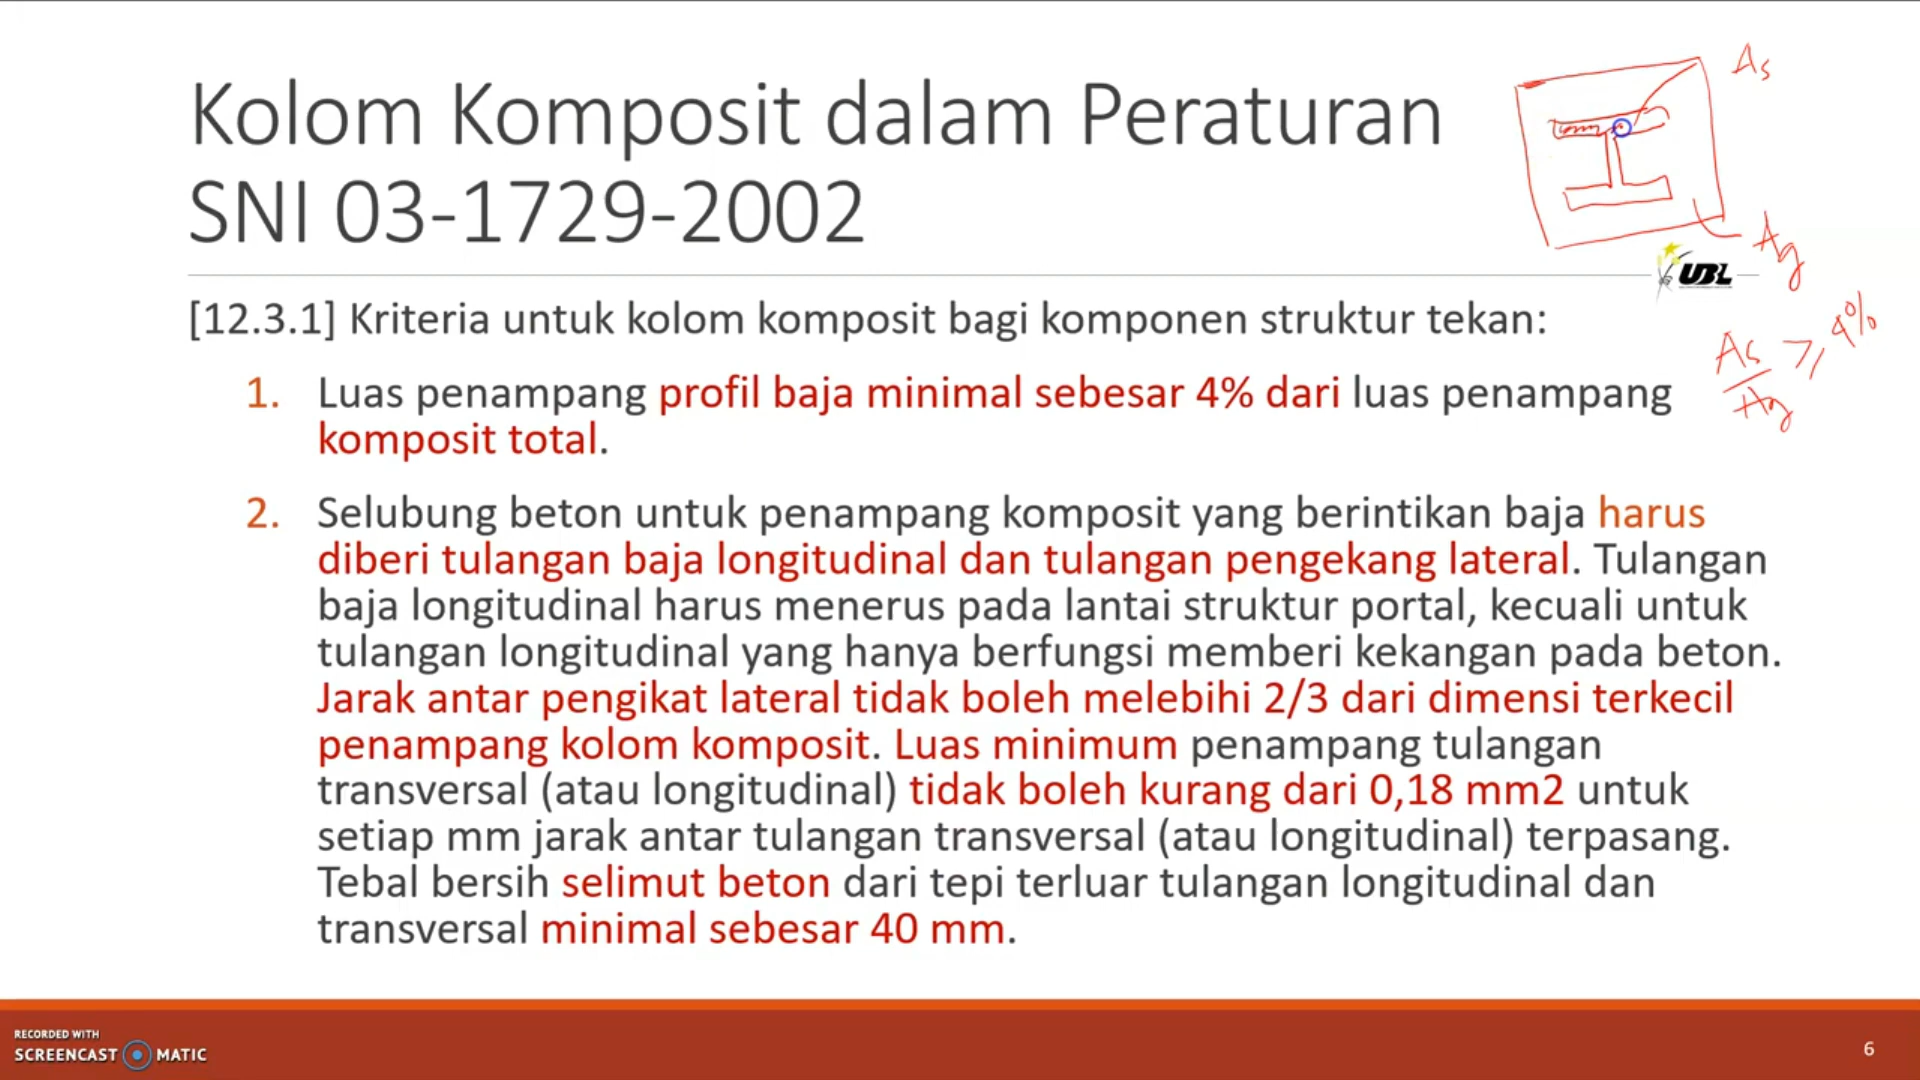 Kolom Komposit dalam Peraturan
SNI 03-1729-2002
As
Ag
UBL
[12.3.1] Kriteria untuk kolom komposit bagi komponen struktur tekan:
As/Ag ≥ 4%
1. Luas penampang profil baja minimal sebesar 4% dari luas penampang
komposit total.
2. Selubung beton untuk penampang komposit yang berintikan baja harus
diberi tulangan baja longitudinal dan tulangan pengekang lateral. Tulangan
baja longitudinal harus menerus pada lantai struktur portal, kecuali untuk
tulangan longitudinal yang hanya berfungsi memberi kekangan pada beton.
Jarak antar pengikat lateral tidak boleh melebihi 2/3 dari dimensi terkecil
penampang kolom komposit. Luas minimum penampang tulangan
transversal (atau longitudinal) tidak boleh kurang dari 0,18 mm2 untuk
setiap mm jarak antar tulangan transversal (atau longitudinal) terpasang.
Tebal bersih selimut beton dari tepi terluar tulangan longitudinal dan
transversal minimal sebesar 40 mm.
RECORDED WITH
SCREENCAST MATIC
6